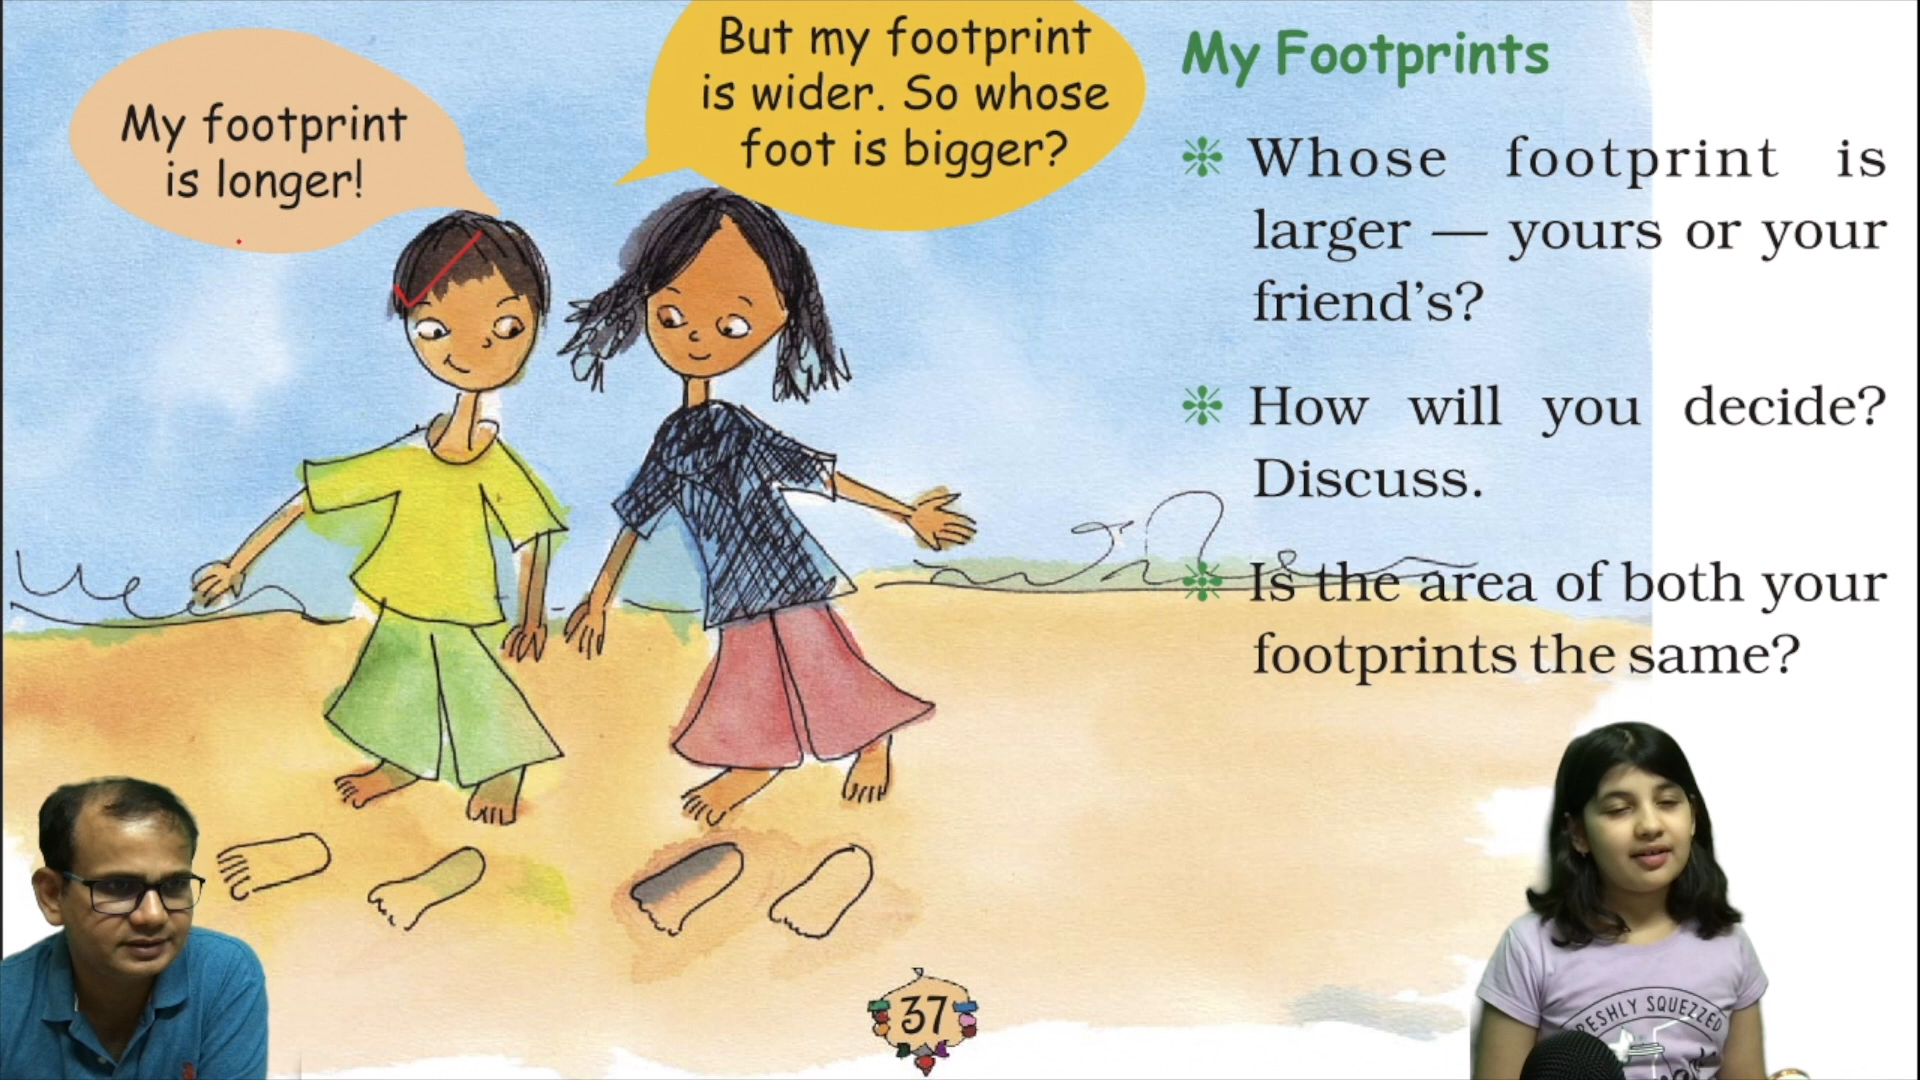 My footprint
is longer!
But my footprint
is wider. So whose
foot is bigger?
My Footprints
Whose footprint is
larger — yours or your
friend's?
How will you decide?
Discuss.
Is the area of both your
footprints the same?
37
RESHLY SQUEZZED